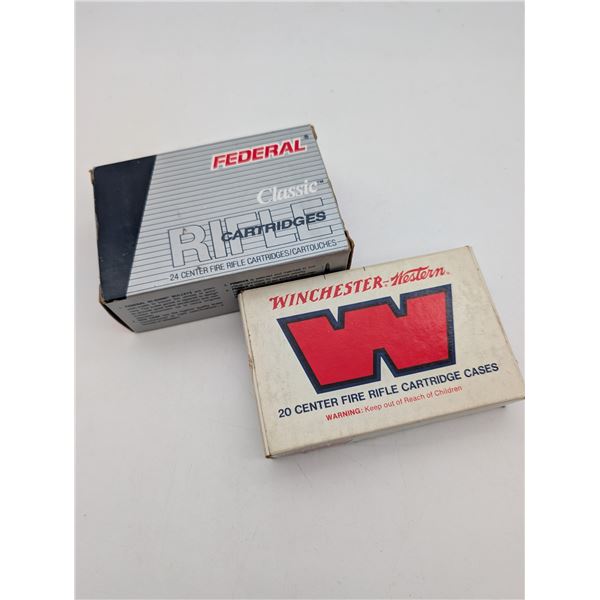 FEDERAL®
Classic™
RIFLE
CARTRIDGES
24 CENTER FIRE RIFLE CARTRIDGES/CARTOUCHES
WINCHESTER-Western®
W
20 CENTER FIRE RIFLE CARTRIDGE CASES
WARNING: Keep out of Reach of Children